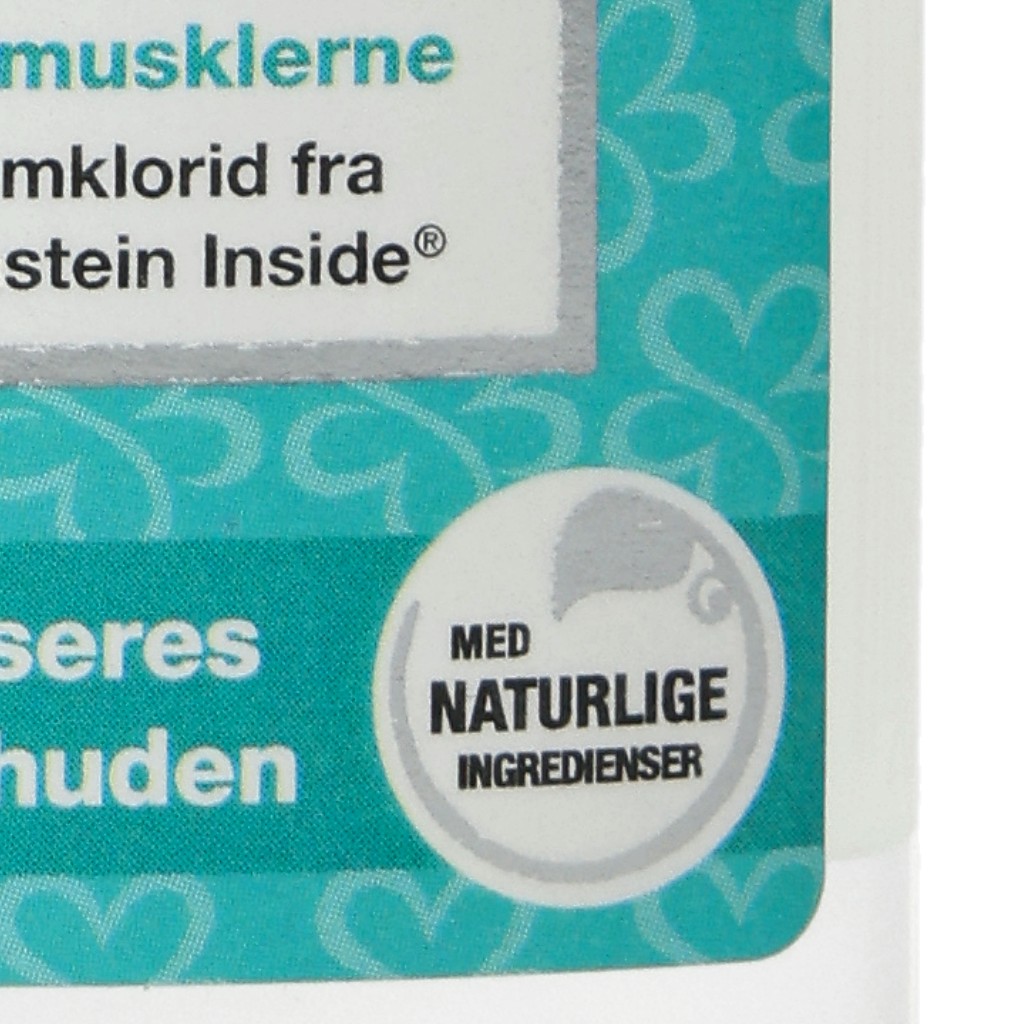 musklerne
mklorid fra
stein Inside®
seres
huden
MED
NATURLIGE
INGREDIENSER